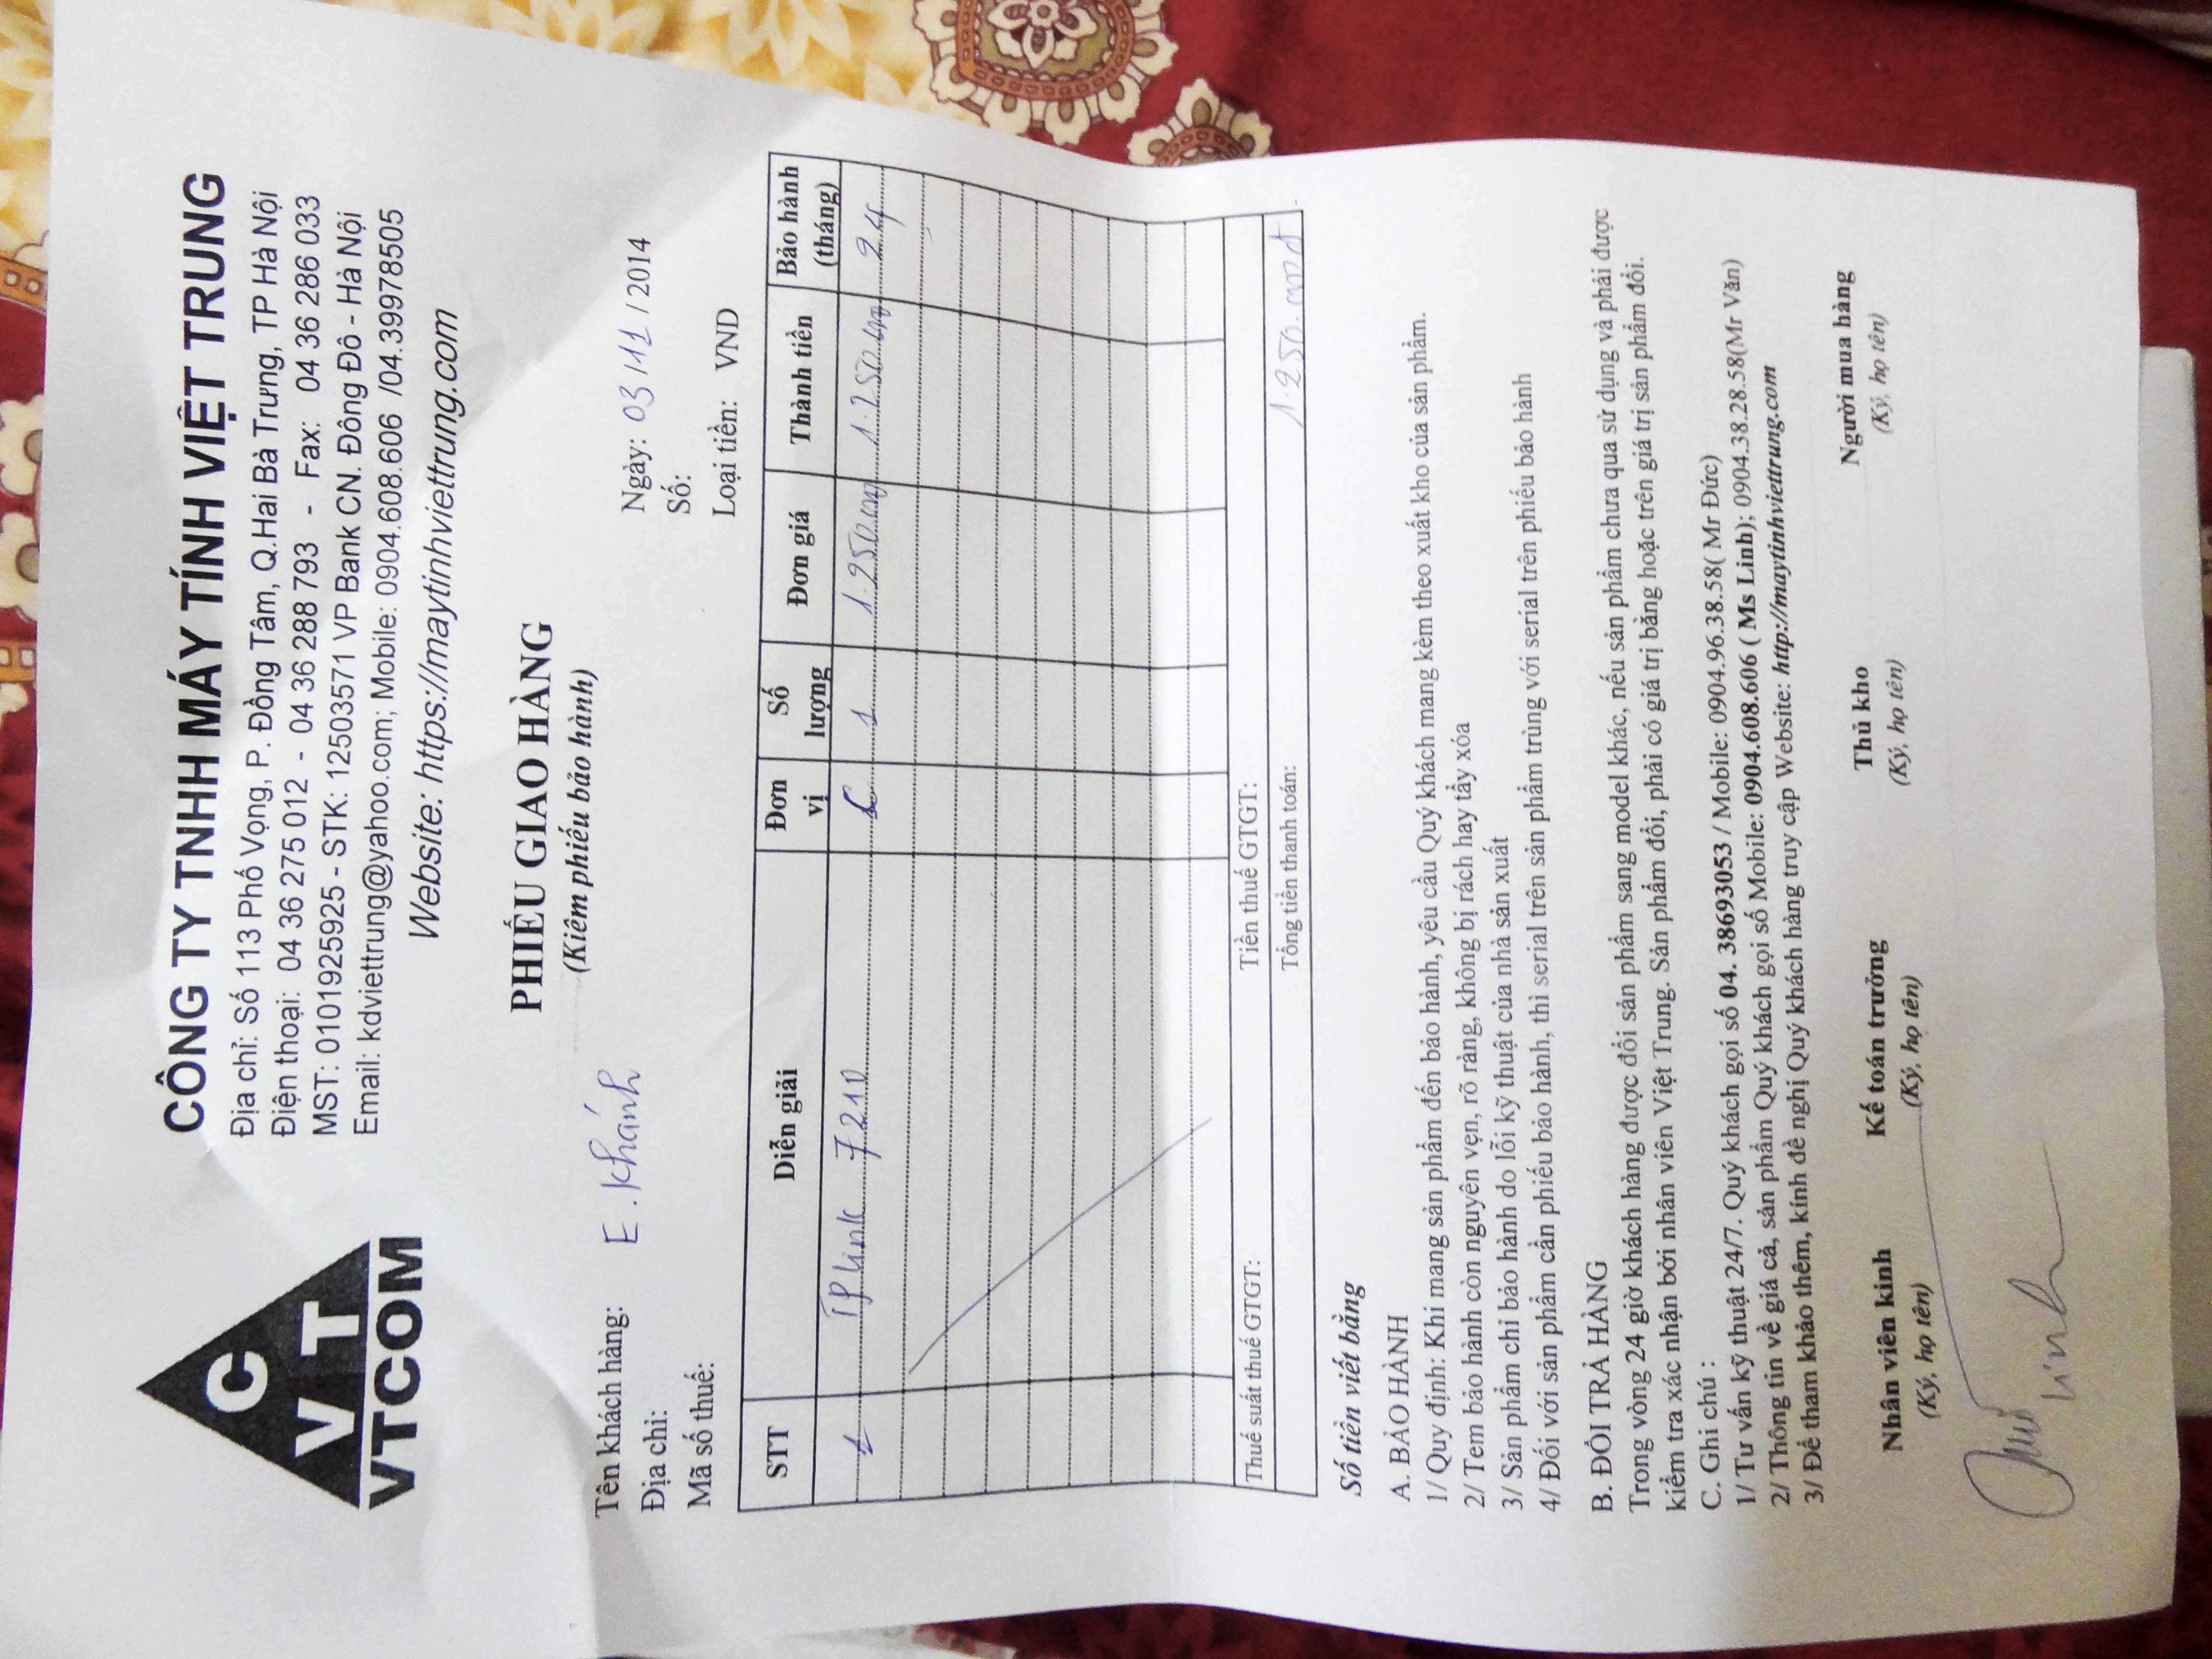 C
VT
VTCOM
CÔNG TY TNHH MÁY TÍNH VIỆT TRUNG
Địa chỉ: Số 113 Phố Vọng, P. Đồng Tâm, Q.Hai Bà Trưng, TP Hà Nội
Điện thoại: 04 36 275 012 - 04 36 288 793 - Fax: 04 36 286 033
MST: 0101925925 - STK: 12503571 VP Bank CN. Đông Đô - Hà Nội
Email: kdviettrung@yahoo.com; Mobile: 0904.608.606 /04.39978505
Website: https://maytinhviettrung.com
PHIẾU GIAO HÀNG
(Kiêm phiếu bảo hành)
Tên khách hàng: E. Khánh
Ngày: 03/11/2014
Địa chỉ:
Số:
Mã số thuế:
Loại tiền: VND
STT Diễn giải Đơn vị Số lượng Đơn giá Thành tiền Bảo hành (tháng)
1 TP Link 7210 C 1 1.250.000 1.250.000 24
Thuế suất thuế GTGT: Tiền thuế GTGT:
Tổng tiền thanh toán: 1.250.000đ
Số tiền viết bằng
A. BẢO HÀNH
1/ Quy định: Khi mang sản phẩm đến bảo hành, yêu cầu Quý khách mang kèm theo xuất kho của sản phẩm.
2/ Tem bảo hành còn nguyên vẹn, rõ ràng, không bị rách hay tẩy xóa
3/ Sản phẩm chỉ bảo hành do lỗi kỹ thuật của nhà sản xuất
4/ Đối với sản phẩm cần phiếu bảo hành, thì serial trên sản phẩm trùng với serial trên phiếu bảo hành
B. ĐỔI TRẢ HÀNG
Trong vòng 24 giờ khách hàng được đổi sản phẩm sang model khác, nếu sản phẩm chưa qua sử dụng và phải được
kiểm tra xác nhận bởi nhân viên Việt Trung. Sản phẩm đổi, phải có giá trị bằng hoặc trên giá trị sản phẩm đổi.
C. Ghi chú :
1/ Tư vấn kỹ thuật 24/7. Quý khách gọi số 04. 38693053 / Mobile: 0904.96.38.58( Mr Đức)
2/ Thông tin về giá cả, sản phẩm Quý khách gọi số Mobile: 0904.608.606 ( Ms Linh); 0904.38.28.58(Mr Văn)
3/ Để tham khảo thêm, kính đề nghị Quý khách hàng truy cập Website: http://maytinhviettrung.com
Nhân viên kinh Kế toán trưởng Thủ kho Người mua hàng
(Ký, họ tên) (Ký, họ tên) (Ký, họ tên) (Ký, họ tên)
Linh